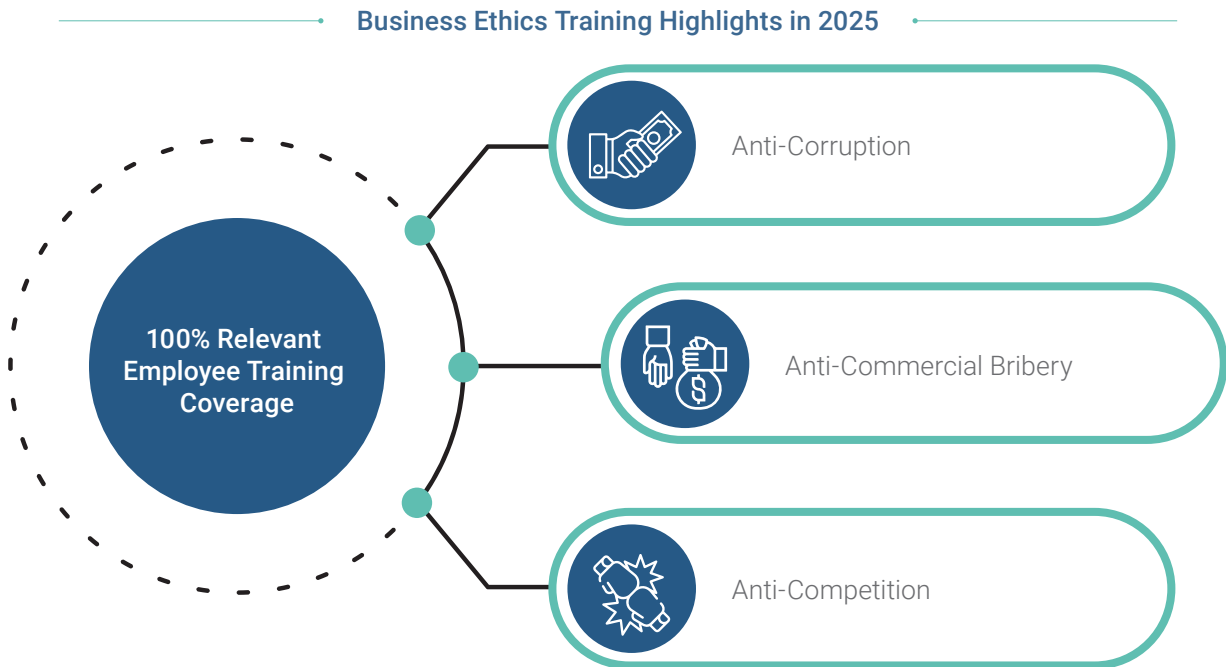 Business Ethics Training Highlights in 2025
Anti-Corruption
100% Relevant
Employee Training
Coverage
Anti-Commercial Bribery
Anti-Competition